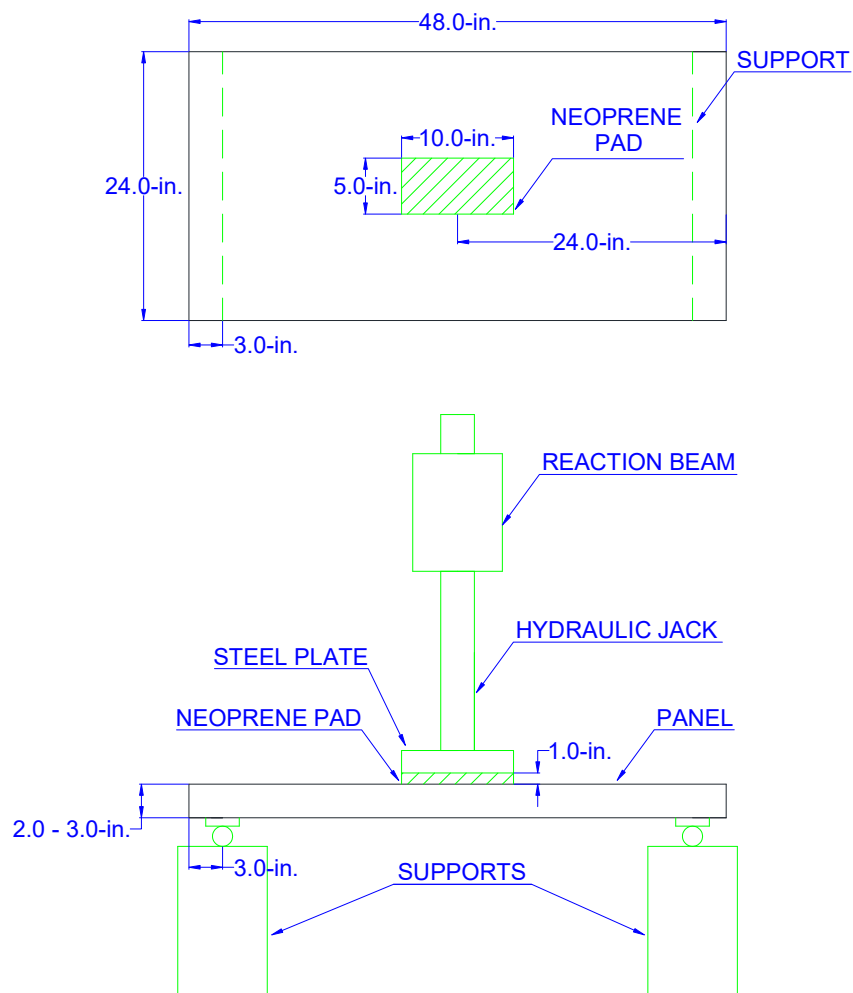 48.0-in.
SUPPORT
NEOPRENE
PAD
10.0-in.
5.0-in.
24.0-in.
24.0-in.
3.0-in.
REACTION BEAM
HYDRAULIC JACK
STEEL PLATE
NEOPRENE PAD
PANEL
1.0-in.
2.0 - 3.0-in.
3.0-in.
SUPPORTS